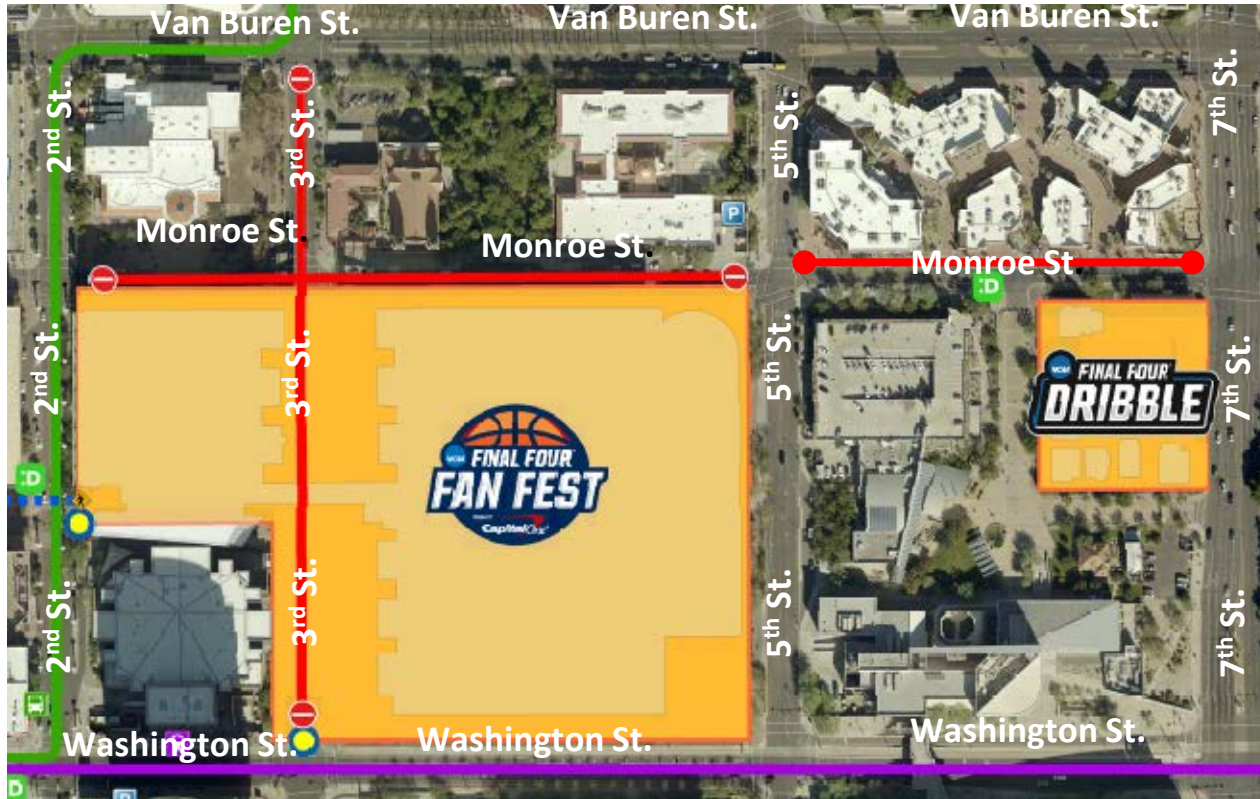 Van Buren St.
Van Buren St.
Van Buren St.
2nd St.
3rd St.
5th St.
7th St.
P
Monroe St.
Monroe St.
Monroe St.
:D
2nd St.
3rd St.
5th St.
7th St.
FINAL FOUR
DRIBBLE
FINAL FOUR
FAN FEST
Capital One
:D
2nd St.
3rd St.
5th St.
7th St.
Washington St.
Washington St.
Washington St.
D
P